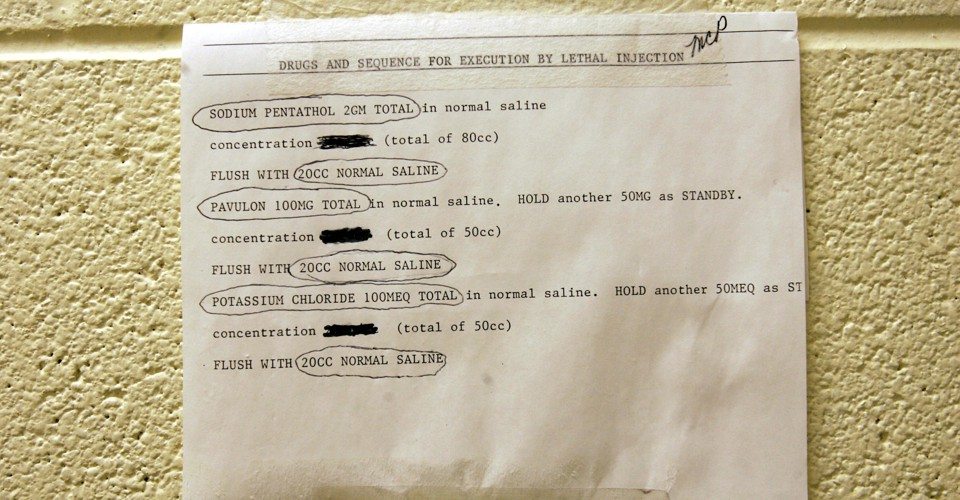 MCP
DRUGS AND SEQUENCE FOR EXECUTION BY LETHAL INJECTION
SODIUM PENTATHOL 2GM TOTAL in normal saline
concentration (total of 80cc)
FLUSH WITH 20CC NORMAL SALINE
PAVULON 100MG TOTAL in normal saline. HOLD another 50MG as STANDBY.
concentration (total of 50cc)
FLUSH WITH 20CC NORMAL SALINE
POTASSIUM CHLORIDE 100MEQ TOTAL in normal saline. HOLD another 50MEQ as ST
concentration (total of 50cc)
FLUSH WITH 20CC NORMAL SALINE